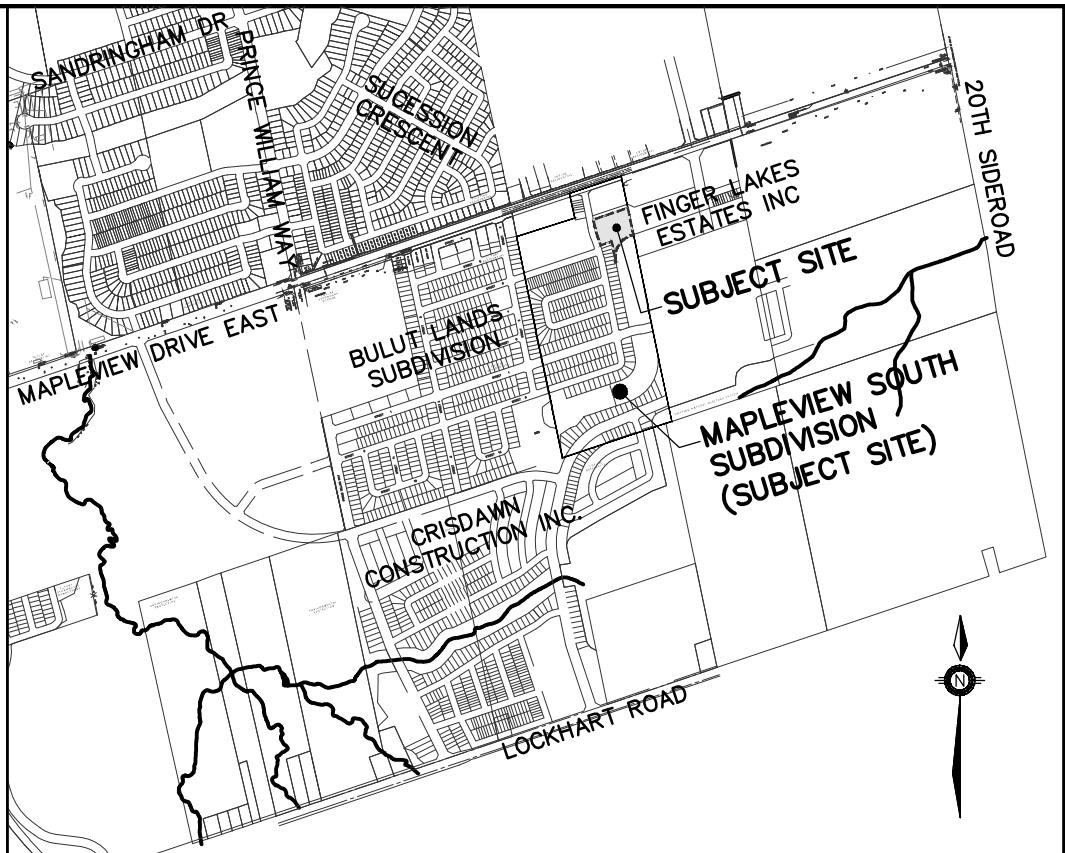 SANDRINGHAM DR
PRINCE WILLIAM WAY
SUCESSION
CRESCENT
20TH SIDEROAD
FINGER LAKES
ESTATES INC
SUBJECT SITE
MAPLEVIEW DRIVE EAST
BULUT LANDS
SUBDIVISION
MAPLEVIEW SOUTH
SUBDIVISION
(SUBJECT SITE)
CRISDAWN
CONSTRUCTION INC.
LOCKHART ROAD
N